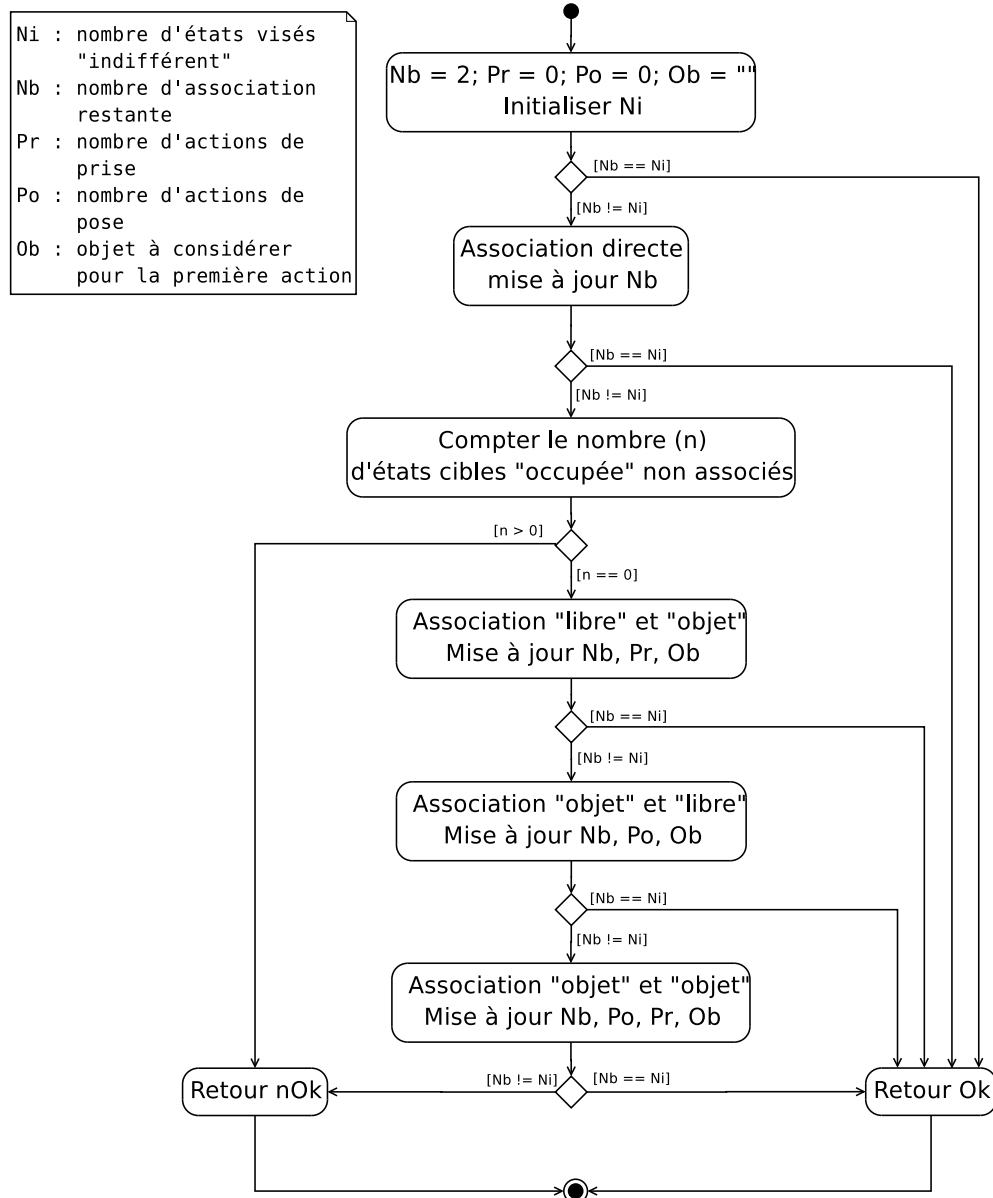 Ni : nombre d'états visés
"indifférent"
Nb : nombre d'association
restante
Pr : nombre d'actions de
prise
Po : nombre d'actions de
pose
Ob : objet à considérer
pour la première action
Nb = 2; Pr = 0; Po = 0; Ob = ""
Initialiser Ni
[Nb == Ni]
[Nb != Ni]
Association directe
mise à jour Nb
[Nb == Ni]
[Nb != Ni]
Compter le nombre (n)
d'états cibles "occupée" non associés
[n > 0]
[n == 0]
Association "libre" et "objet"
Mise à jour Nb, Pr, Ob
[Nb == Ni]
[Nb != Ni]
Association "objet" et "libre"
Mise à jour Nb, Po, Ob
[Nb == Ni]
[Nb != Ni]
Association "objet" et "objet"
Mise à jour Nb, Po, Pr, Ob
[Nb != Ni]
[Nb == Ni]
Retour nOk
Retour Ok